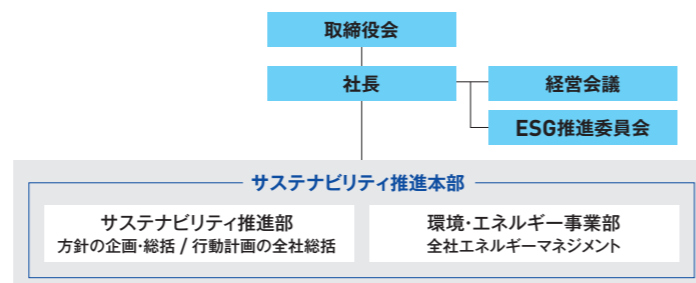 取締役会
社長
経営会議
ESG推進委員会
サステナビリティ推進本部
サステナビリティ推進部
方針の企画・総括 / 行動計画の全社総括
環境・エネルギー事業部
全社エネルギーマネジメント